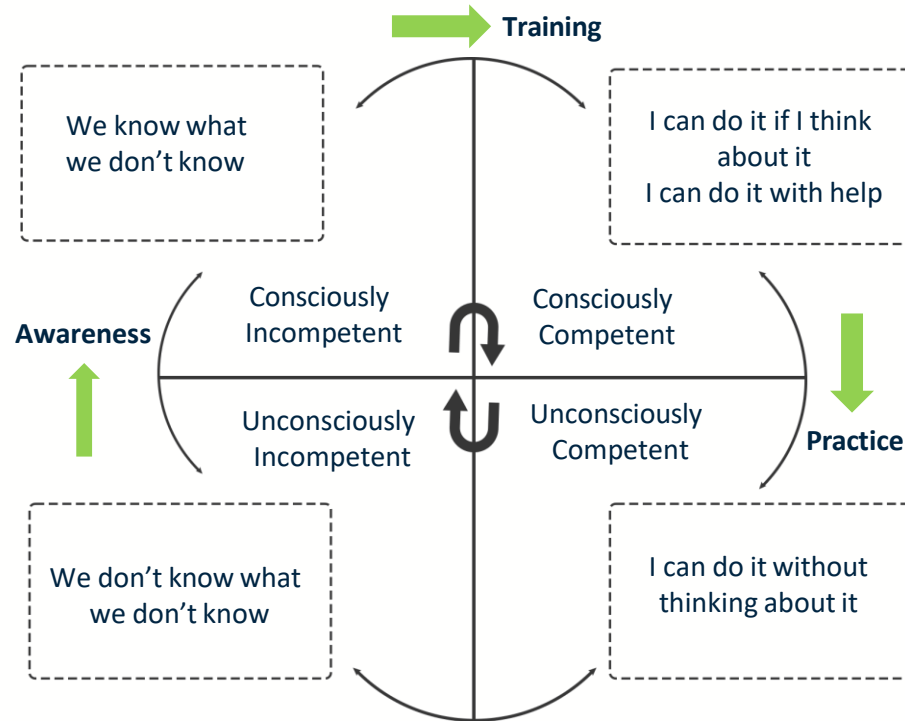 Training
We know what
we don’t know
I can do it if I think
about it
I can do it with help
Consciously
Incompetent
Consciously
Competent
Awareness
Unconsciously
Incompetent
Unconsciously
Competent
Practice
We don’t know what
we don’t know
I can do it without
thinking about it